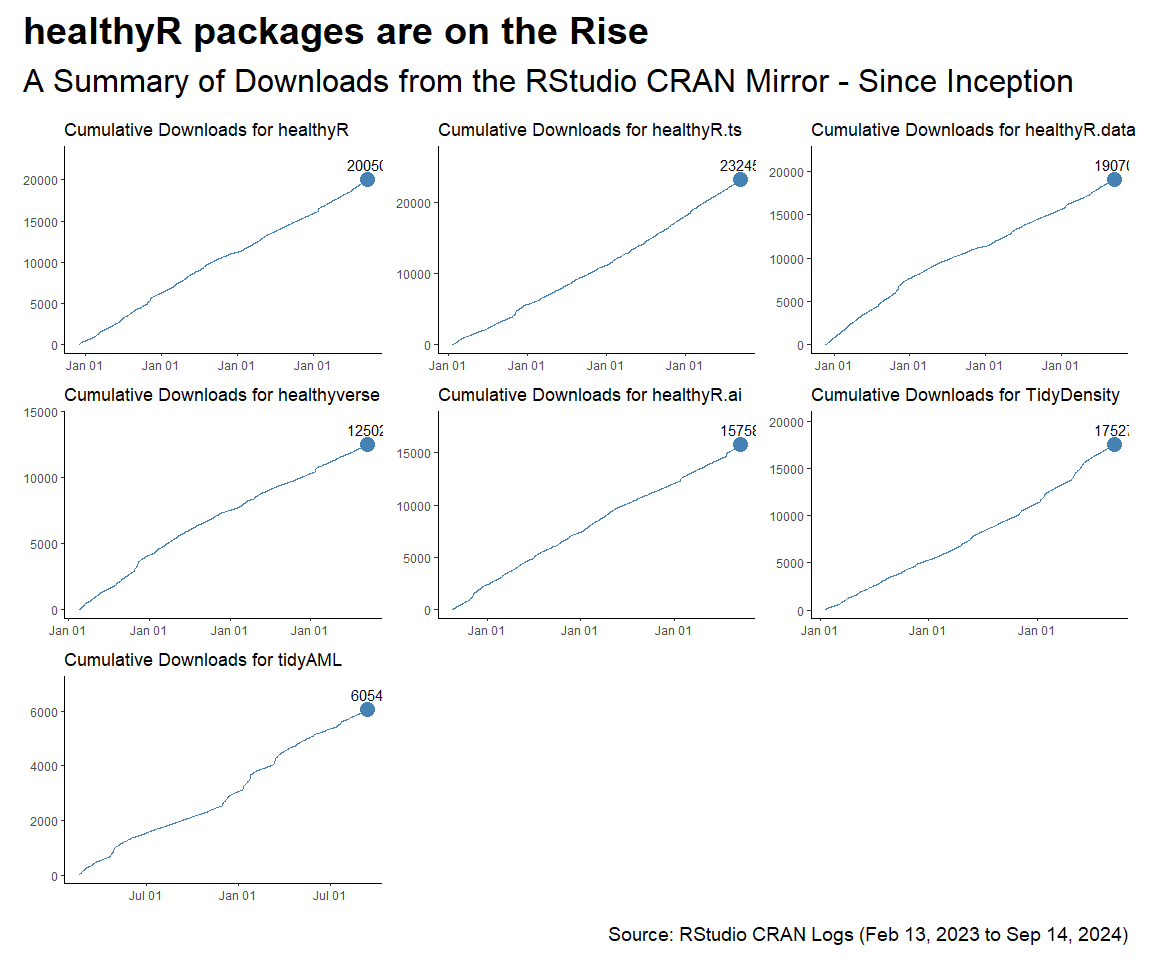 healthyR packages are on the Rise
A Summary of Downloads from the RStudio CRAN Mirror - Since Inception
Cumulative Downloads for healthyR
20050
20000
15000
10000
5000
0
Jan 01 Jan 01 Jan 01 Jan 01
Cumulative Downloads for healthyR.ts
23245
20000
10000
0
Jan 01 Jan 01 Jan 01 Jan 01
Cumulative Downloads for healthyR.data
19070
20000
15000
10000
5000
0
Jan 01 Jan 01 Jan 01 Jan 01
Cumulative Downloads for healthyverse
15000
12502
10000
5000
0
Jan 01 Jan 01 Jan 01 Jan 01
Cumulative Downloads for healthyR.ai
15758
15000
10000
5000
0
Jan 01 Jan 01 Jan 01
Cumulative Downloads for TidyDensity
20000
17527
15000
10000
5000
0
Jan 01 Jan 01 Jan 01
Cumulative Downloads for tidyAML
6054
6000
4000
2000
0
Jul 01 Jan 01 Jul 01
Source: RStudio CRAN Logs (Feb 13, 2023 to Sep 14, 2024)